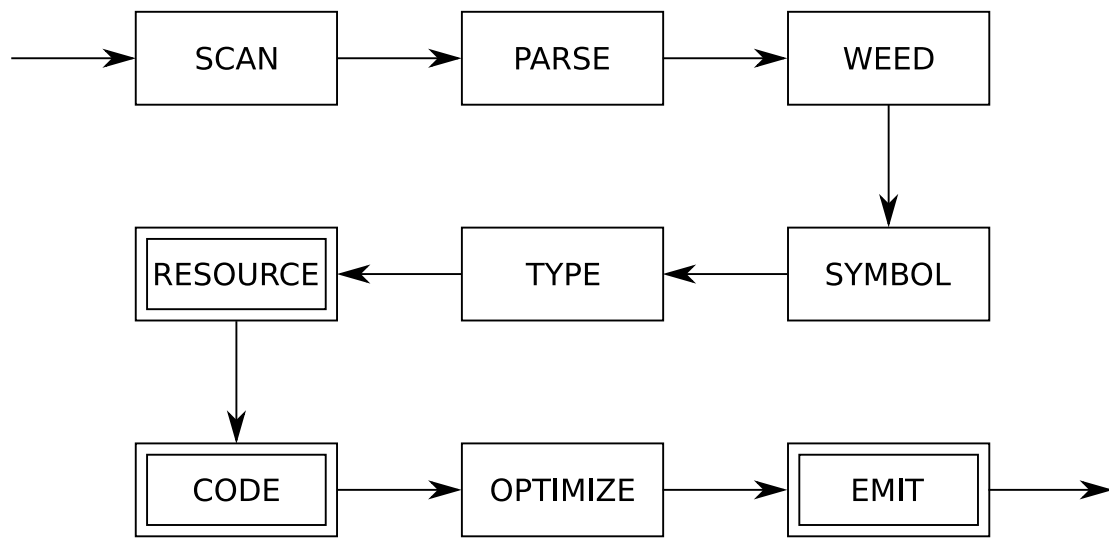 SCAN
PARSE
WEED
RESOURCE
TYPE
SYMBOL
CODE
OPTIMIZE
EMIT